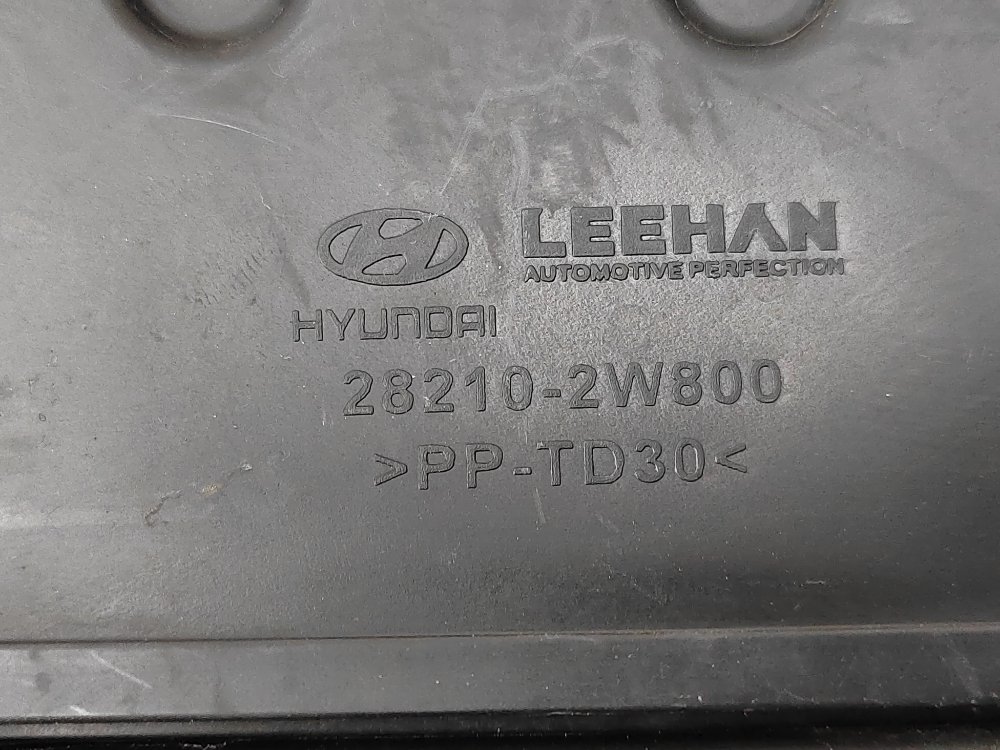 LEEHAN
AUTOMOTIVE PERFECTION
HYUNDAI
28210-2W800
>PP-TD30<